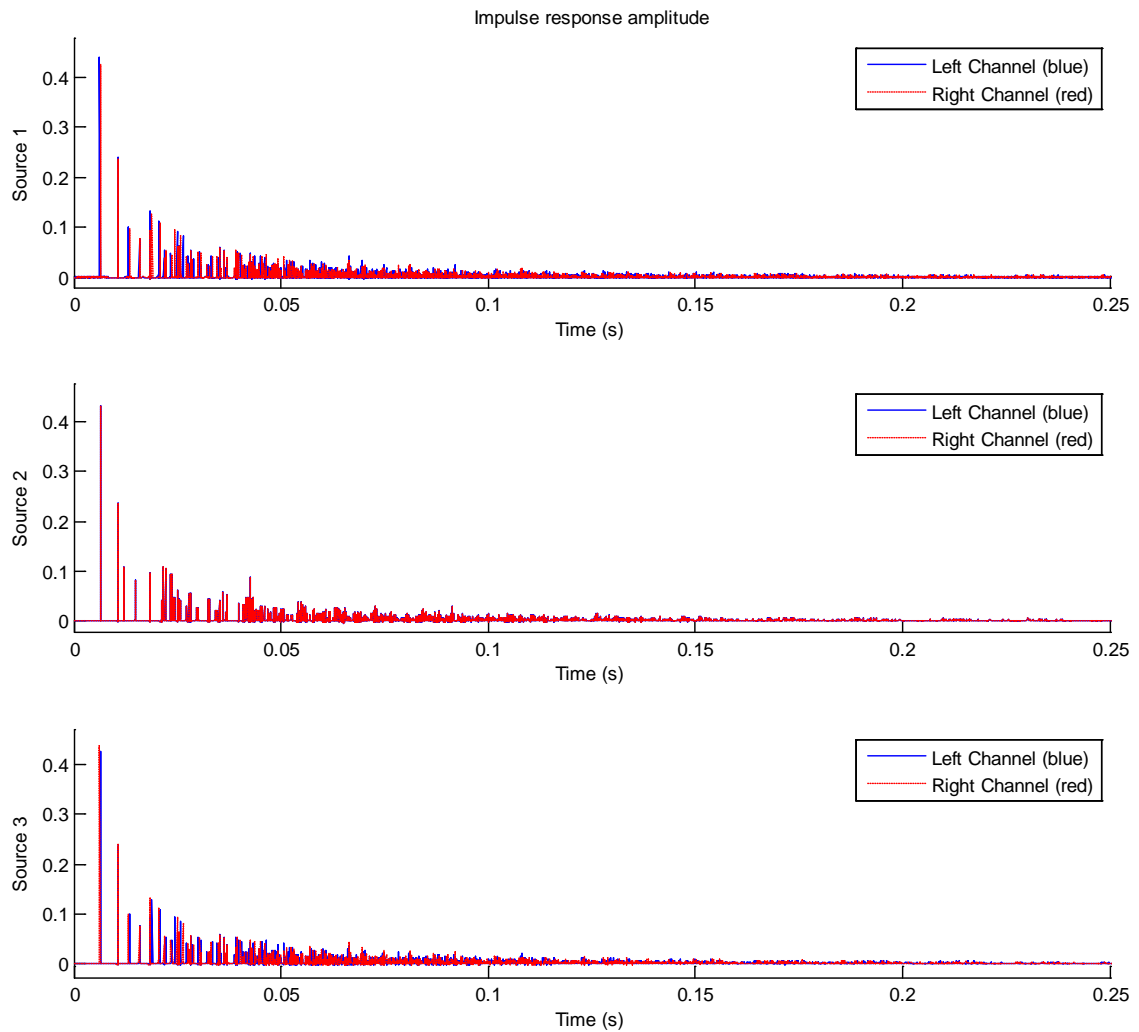 Impulse response amplitude
Source 1
0.4
0.3
0.2
0.1
0
Left Channel (blue)
Right Channel (red)
0 0.05 0.1 0.15 0.2 0.25
Time (s)
Source 2
0.4
0.3
0.2
0.1
0
Left Channel (blue)
Right Channel (red)
0 0.05 0.1 0.15 0.2 0.25
Time (s)
Source 3
0.4
0.3
0.2
0.1
0
Left Channel (blue)
Right Channel (red)
0 0.05 0.1 0.15 0.2 0.25
Time (s)